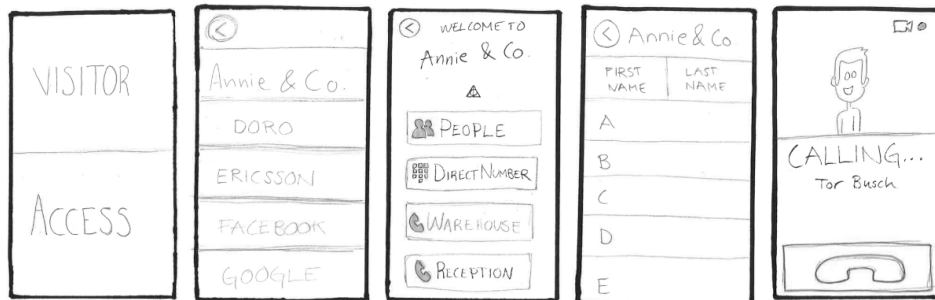 VISITOR
ACCESS
Annie & Co.
DORO
ERICSSON
FACEBOOK
GOOGLE
WELCOME TO
Annie & Co.
PEOPLE
DIRECT NUMBER
WAREHOUSE
RECEPTION
Annie & Co.
FIRST NAME
LAST NAME
A
B
C
D
E
CALLING...
Tor Busch